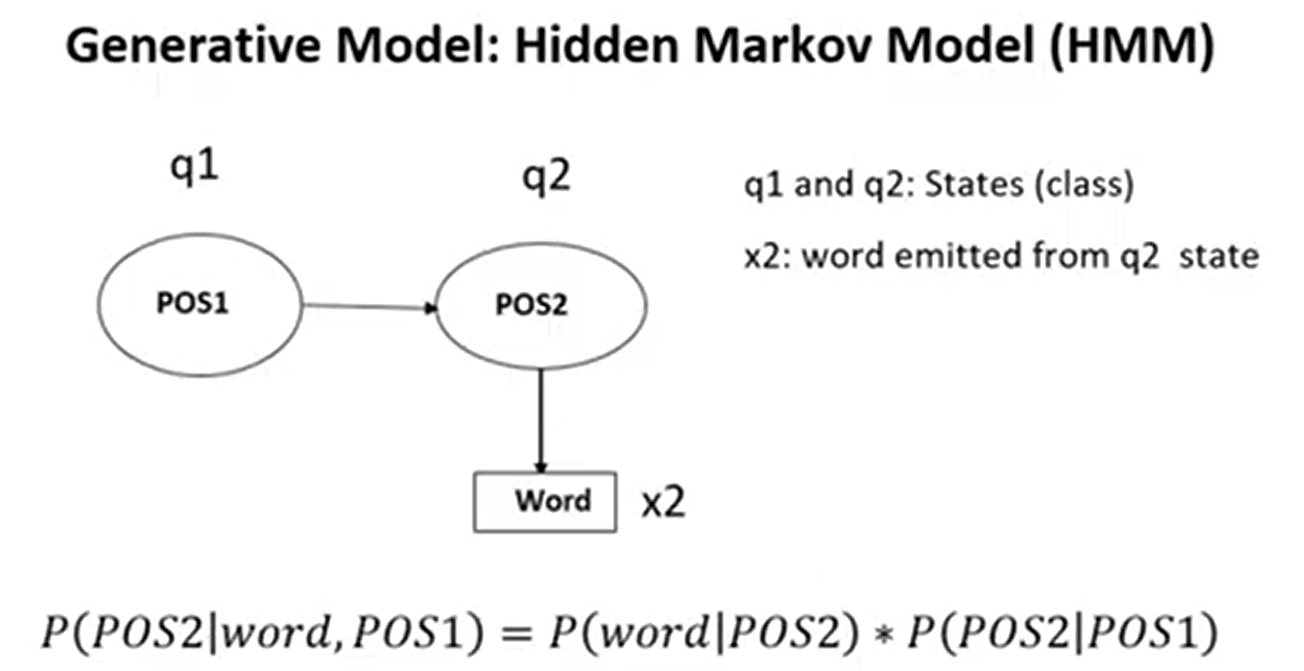 Generative Model: Hidden Markov Model (HMM)
q1
q2
q1 and q2: States (class)
x2: word emitted from q2 state
POS1
POS2
Word
x2
P(POS2|word, POS1) = P(word|POS2) * P(POS2|POS1)